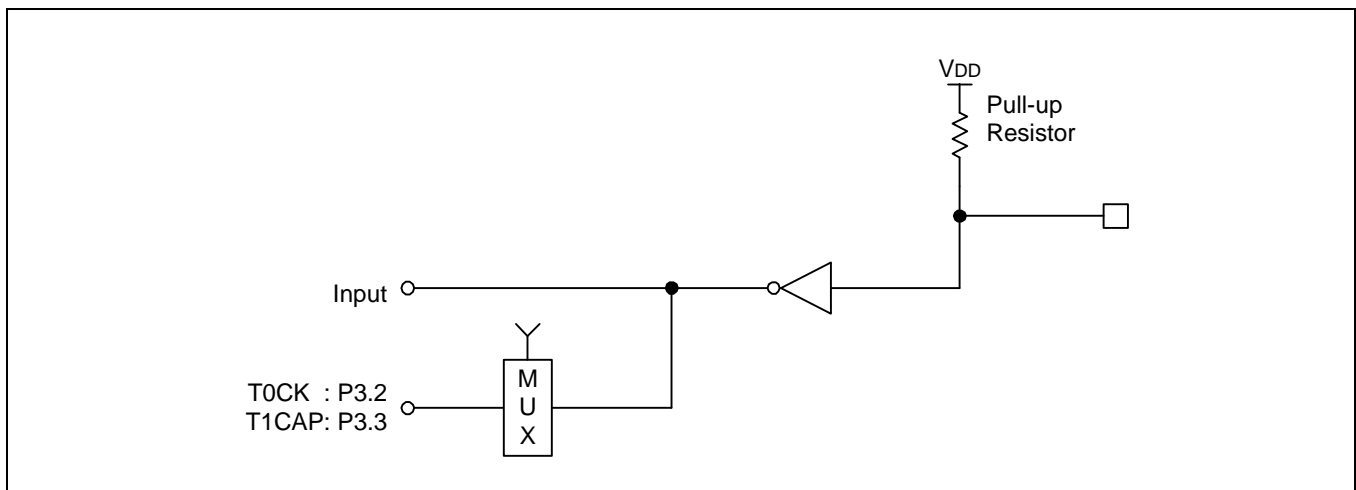 VDD
Pull-up
Resistor
Input
T0CK : P3.2
T1CAP: P3.3
M
U
X